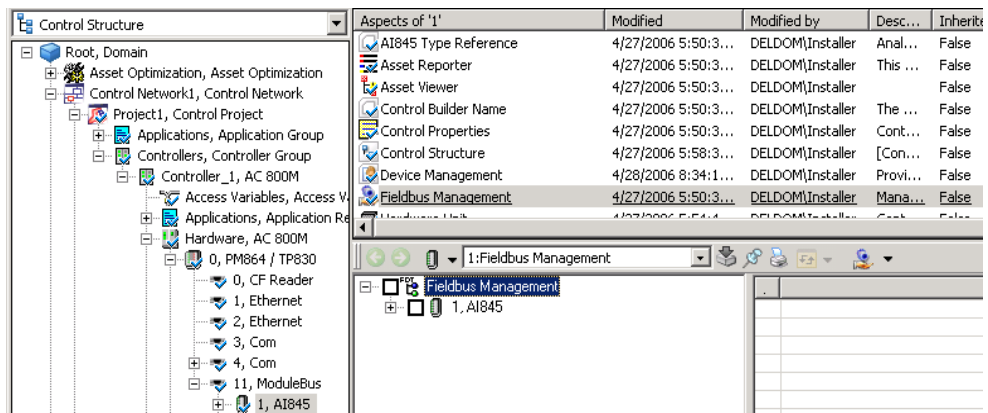 Control Structure
Root, Domain
Asset Optimization, Asset Optimization
Control Network1, Control Network
Project1, Control Project
Applications, Application Group
Controllers, Controller Group
Controller_1, AC 800M
Access Variables, Access V
Applications, Application Re
Hardware, AC 800M
0, PM864 / TP830
0, CF Reader
1, Ethernet
2, Ethernet
3, Com
4, Com
11, ModuleBus
1, AI845
Aspects of '1' Modified Modified by Desc... Inherite
AI845 Type Reference 4/27/2006 5:50:3... DELDOM\Installer Anal... False
Asset Reporter 4/27/2006 5:50:3... DELDOM\Installer This ... False
Asset Viewer 4/27/2006 5:50:3... DELDOM\Installer False
Control Builder Name 4/27/2006 5:50:3... DELDOM\Installer The ... False
Control Properties 4/27/2006 5:50:3... DELDOM\Installer Cont... False
Control Structure 4/27/2006 5:58:3... DELDOM\Installer [Con... False
Device Management 4/28/2006 8:34:1... DELDOM\Installer Provi... False
Fieldbus Management 4/27/2006 5:50:3... DELDOM\Installer Mana... False
1:Fieldbus Management
FDT Fieldbus Management
1, AI845
.